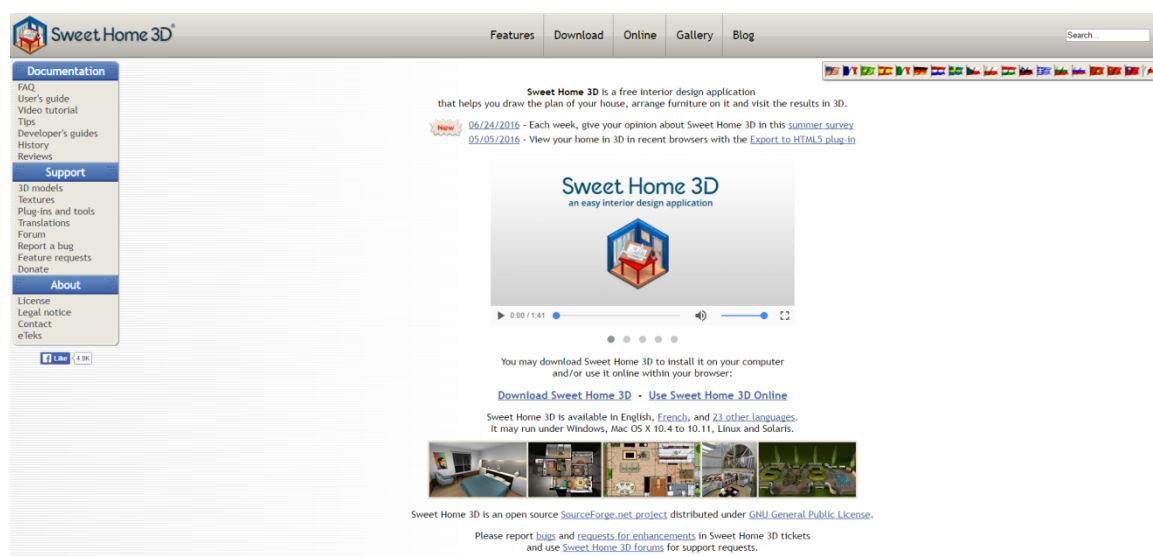 Sweet Home 3D®
Features
Download
Online
Gallery
Blog
Search...
Documentation
FAQ
User's guide
Video tutorial
Tips
Developer's guides
History
Reviews
Support
3D models
Textures
Plug-ins and tools
Translations
Forum
Report a bug
Feature requests
Donate
About
License
Legal notice
Contact
eTeks
Like 4.9K
Sweet Home 3D is a free interior design application
that helps you draw the plan of your house, arrange furniture on it and visit the results in 3D.
New
06/24/2016 - Each week, give your opinion about Sweet Home 3D in this summer survey
05/05/2016 - View your home in 3D in recent browsers with the Export to HTML5 plug-in
Sweet Home 3D
an easy interior design application
0:00 / 1:41
You may download Sweet Home 3D to install it on your computer
and/or use it online within your browser:
Download Sweet Home 3D - Use Sweet Home 3D Online
Sweet Home 3D is available in English, French, and 23 other languages.
It may run under Windows, Mac OS X 10.4 to 10.11, Linux and Solaris.
Sweet Home 3D is an open source SourceForge.net project distributed under GNU General Public License.
Please report bugs and requests for enhancements in Sweet Home 3D tickets
and use Sweet Home 3D forums for support requests.